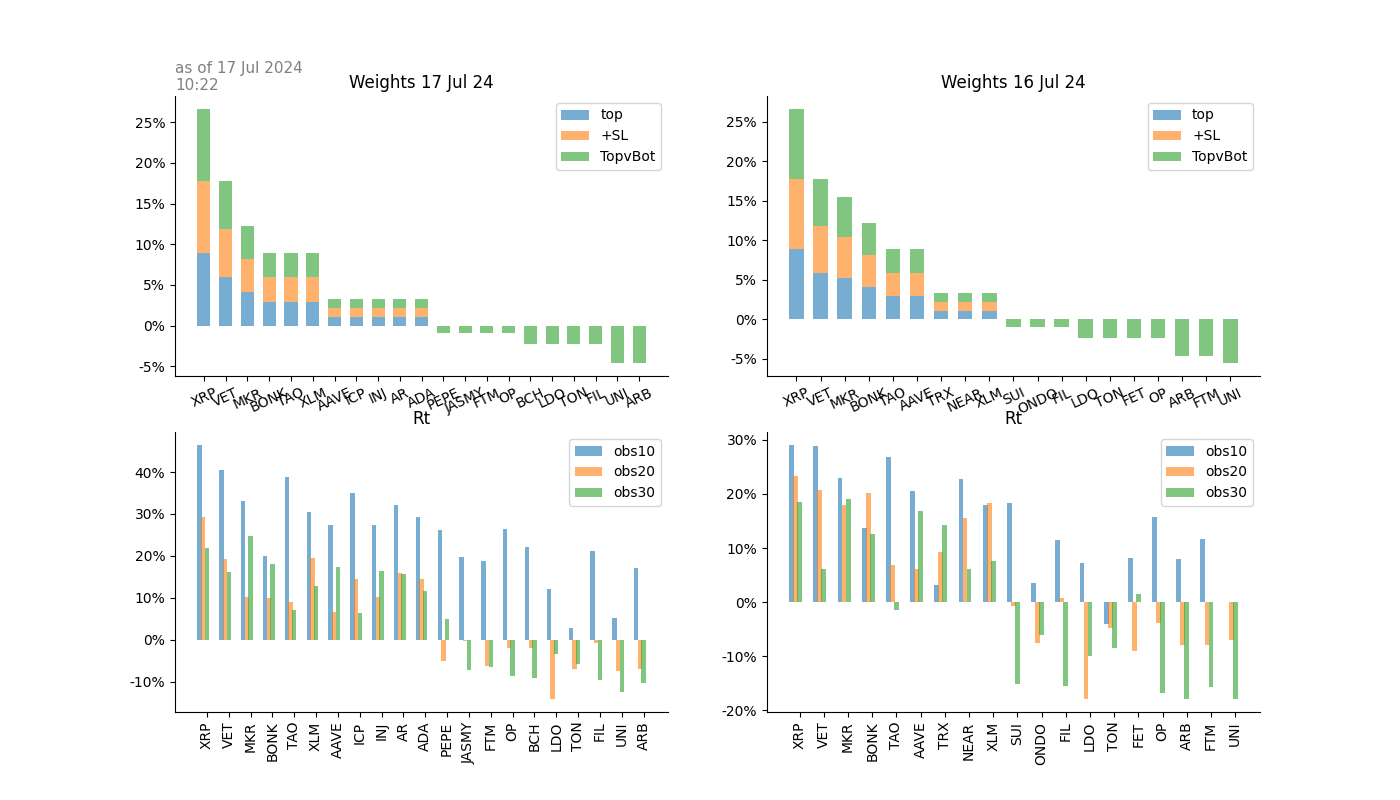 as of 17 Jul 2024
10:22
Weights 17 Jul 24
25%
20%
15%
10%
5%
0%
-5%
top
+SL
TopvBot
XRP VET MKR BONK TAO XLM AAVE ICP INJ AR ADA PEPE JASMY FTM OP BCH LDO TON FIL UNI ARB
Weights 16 Jul 24
25%
20%
15%
10%
5%
0%
-5%
top
+SL
TopvBot
XRP VET MKR BONK TAO AAVE TRX NEAR XLM SUI ONDO FIL LDO TON FET OP ARB FTM UNI
Rt
40%
30%
20%
10%
0%
-10%
obs10
obs20
obs30
XRP VET MKR BONK TAO XLM AAVE ICP INJ AR ADA PEPE JASMY FTM OP BCH LDO TON FIL UNI ARB
Rt
30%
20%
10%
0%
-10%
-20%
obs10
obs20
obs30
XRP VET MKR BONK TAO AAVE TRX NEAR XLM SUI ONDO FIL LDO TON FET OP ARB FTM UNI